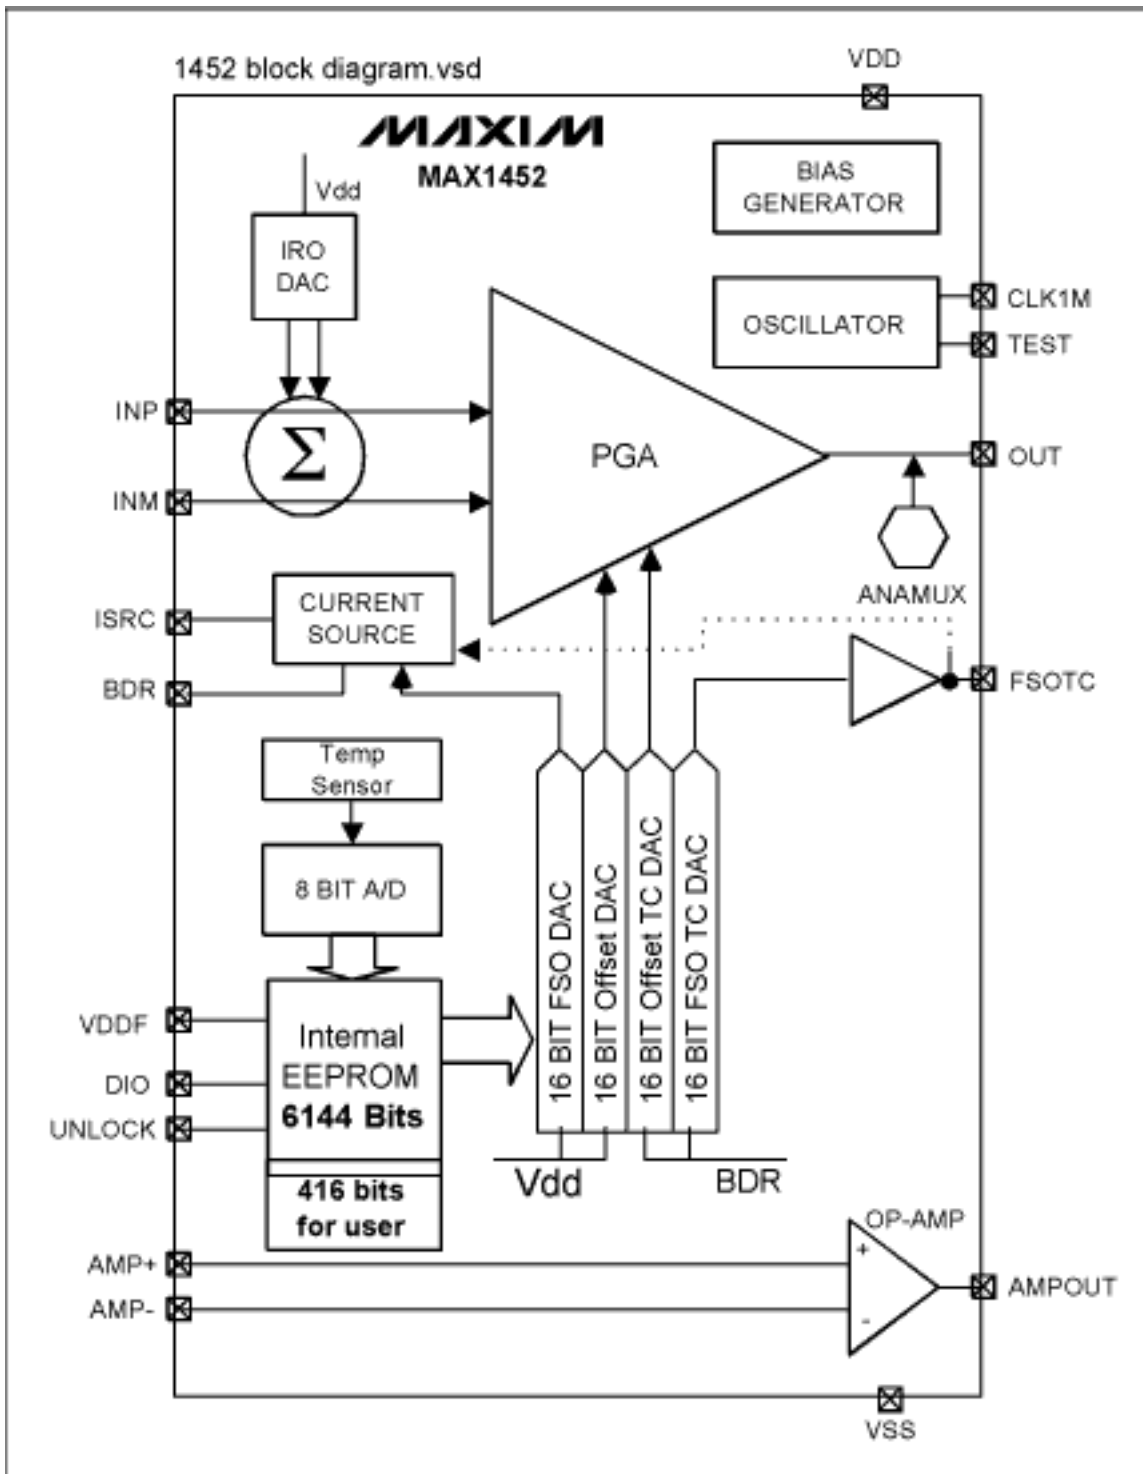 1452 block diagram.vsd
VDD
MAXIM
MAX1452
BIAS
GENERATOR
Vdd
IRO
DAC
OSCILLATOR
CLK1M
TEST
INP
Σ
INM
PGA
OUT
ANAMUX
ISRC
CURRENT
SOURCE
BDR
FSOTC
Temp
Sensor
8 BIT A/D
16 BIT FSO DAC
16 BIT Offset DAC
16 BIT Offset TC DAC
16 BIT FSO TC DAC
VDDF
DIO
UNLOCK
Internal
EEPROM
6144 Bits
416 bits
for user
Vdd
BDR
OP-AMP
AMP+
AMP-
+
-
AMPOUT
VSS